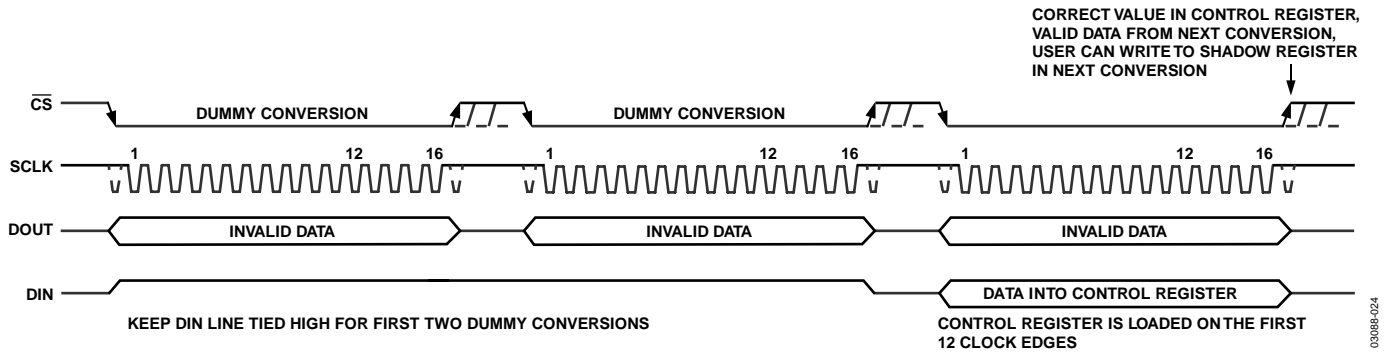 CORRECT VALUE IN CONTROL REGISTER,
VALID DATA FROM NEXT CONVERSION,
USER CAN WRITE TO SHADOW REGISTER
IN NEXT CONVERSION
CS
DUMMY CONVERSION
DUMMY CONVERSION
SCLK
1
12
16
1
12
16
1
12
16
DOUT
INVALID DATA
INVALID DATA
INVALID DATA
DIN
DATA INTO CONTROL REGISTER
KEEP DIN LINE TIED HIGH FOR FIRST TWO DUMMY CONVERSIONS
CONTROL REGISTER IS LOADED ON THE FIRST
12 CLOCK EDGES
03088-024